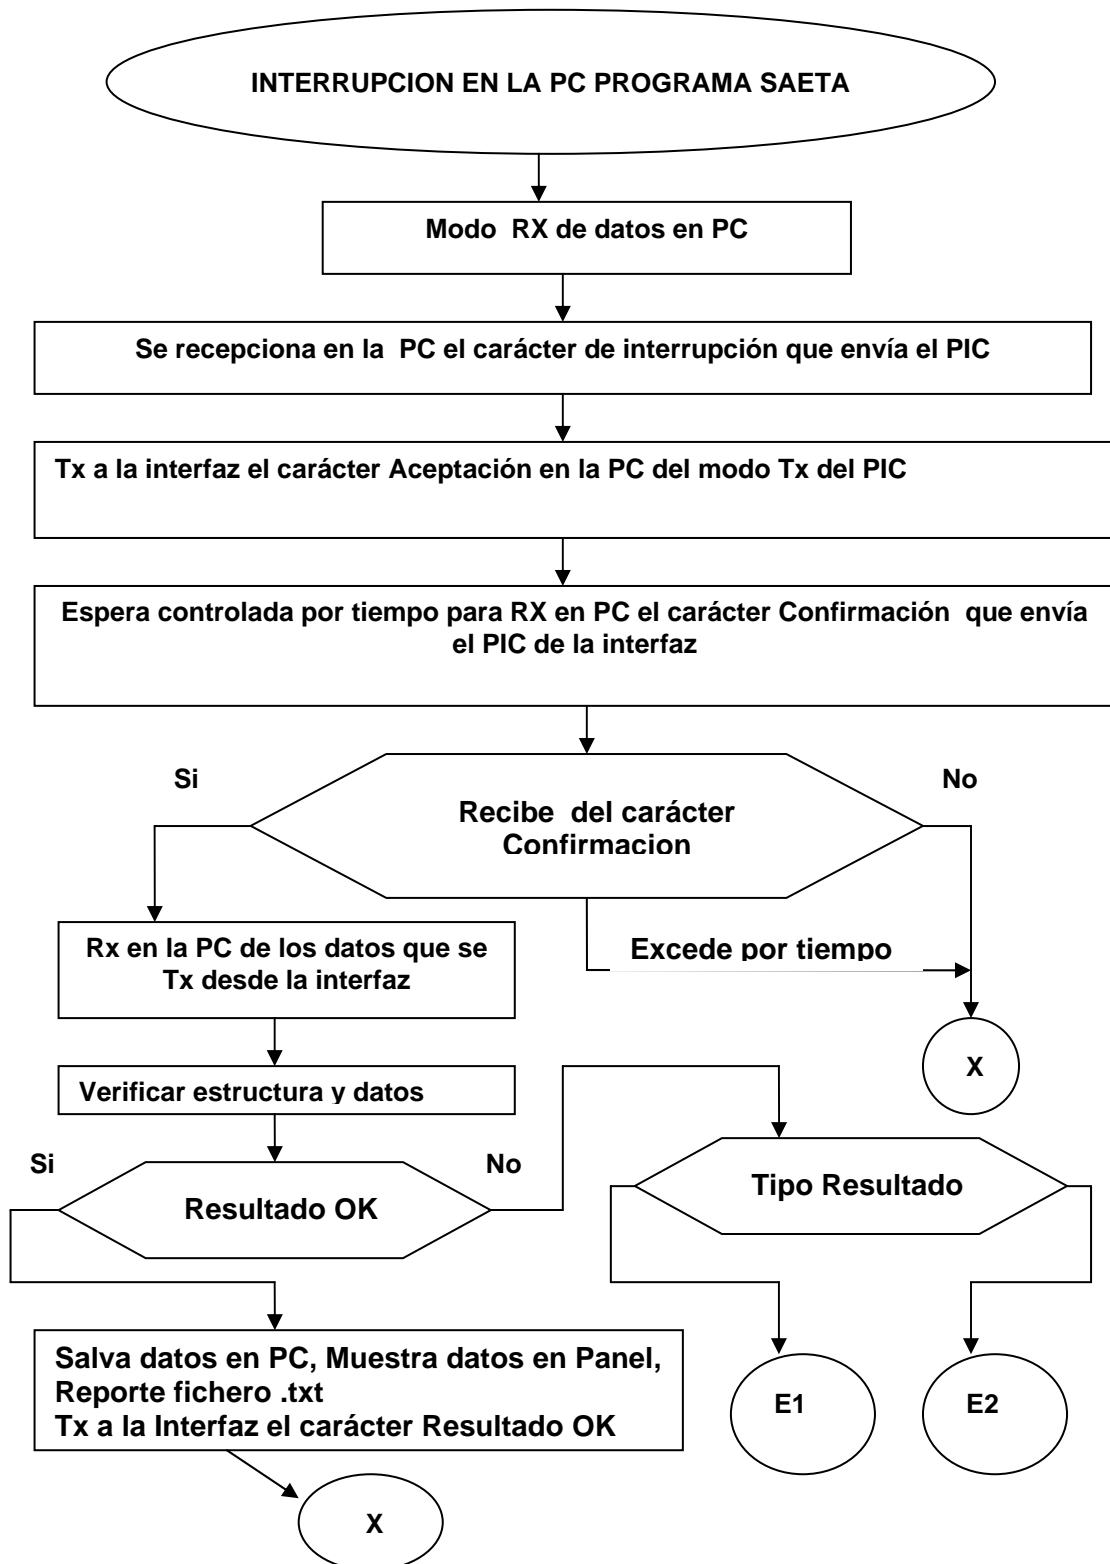 INTERRUPCION EN LA PC PROGRAMA SAETA
Modo RX de datos en PC
Se recepciona en la PC el carácter de interrupción que envía el PIC
Tx a la interfaz el carácter Aceptación en la PC del modo Tx del PIC
Espera controlada por tiempo para RX en PC el carácter Confirmación que envía
el PIC de la interfaz
Si
No
Recibe del carácter
Confirmacion
Rx en la PC de los datos que se
Tx desde la interfaz
Excede por tiempo
X
Verificar estructura y datos
Si
No
Resultado OK
Tipo Resultado
Salva datos en PC, Muestra datos en Panel,
Reporte fichero .txt
Tx a la Interfaz el carácter Resultado OK
E1
E2
X